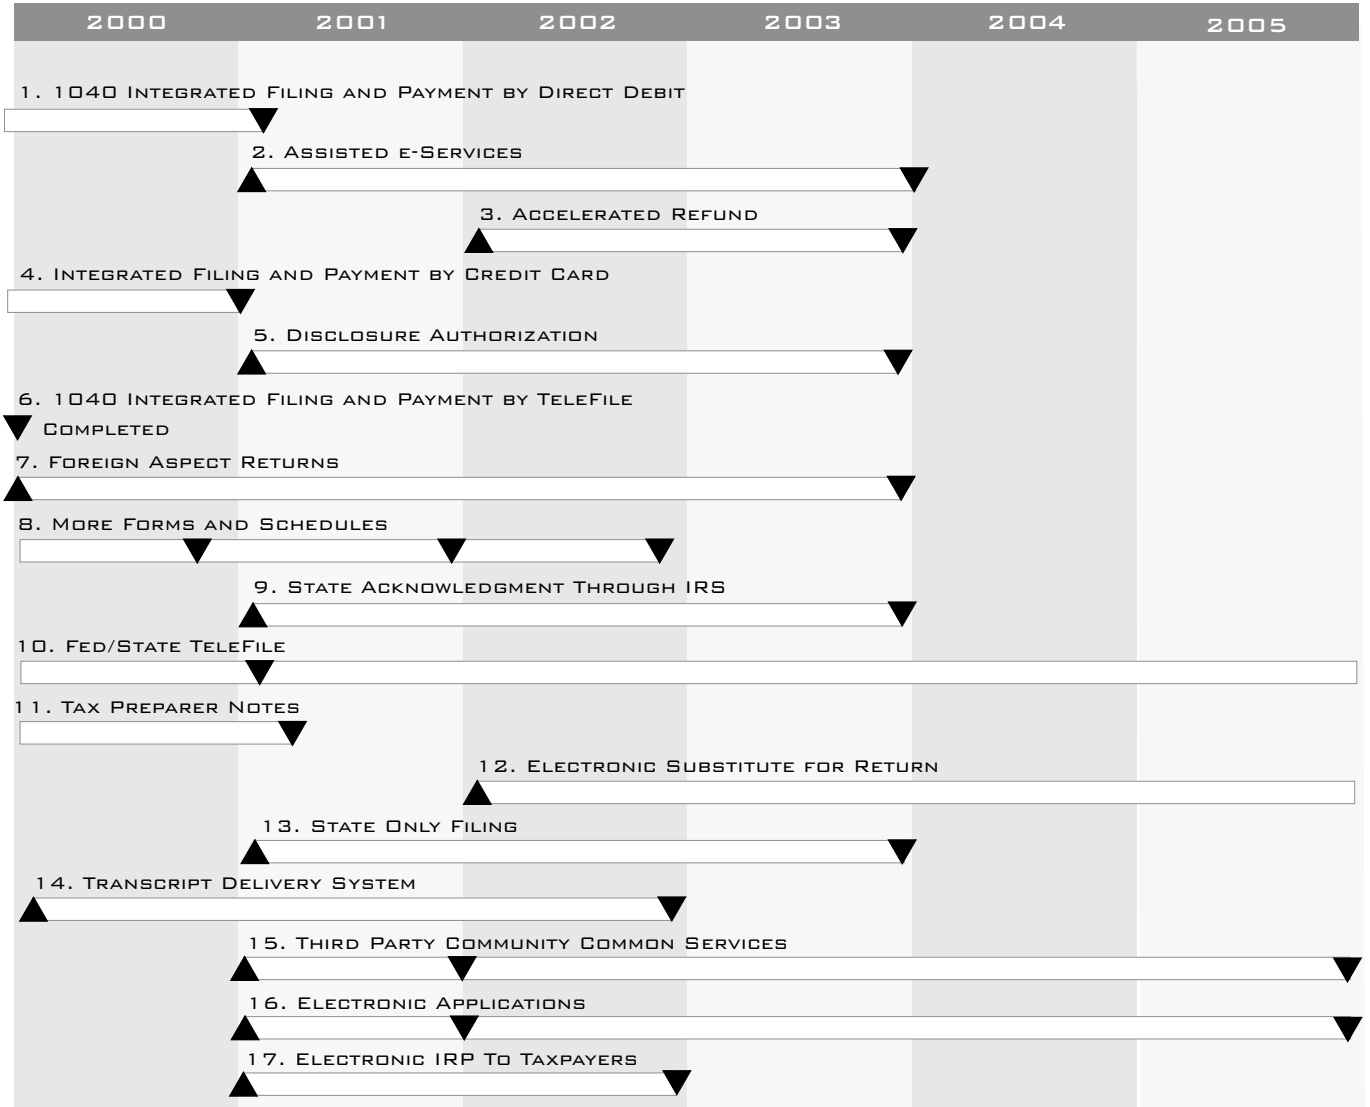 2000 2001 2002 2003 2004 2005
1. 1040 Integrated Filing and Payment by Direct Debit
2. Assisted e-Services
3. Accelerated Refund
4. Integrated Filing and Payment by Credit Card
5. Disclosure Authorization
6. 1040 Integrated Filing and Payment by TeleFile
Completed
7. Foreign Aspect Returns
8. More Forms and Schedules
9. State Acknowledgment Through IRS
10. Fed/State TeleFile
11. Tax Preparer Notes
12. Electronic Substitute for Return
13. State Only Filing
14. Transcript Delivery System
15. Third Party Community Common Services
16. Electronic Applications
17. Electronic IRP To Taxpayers